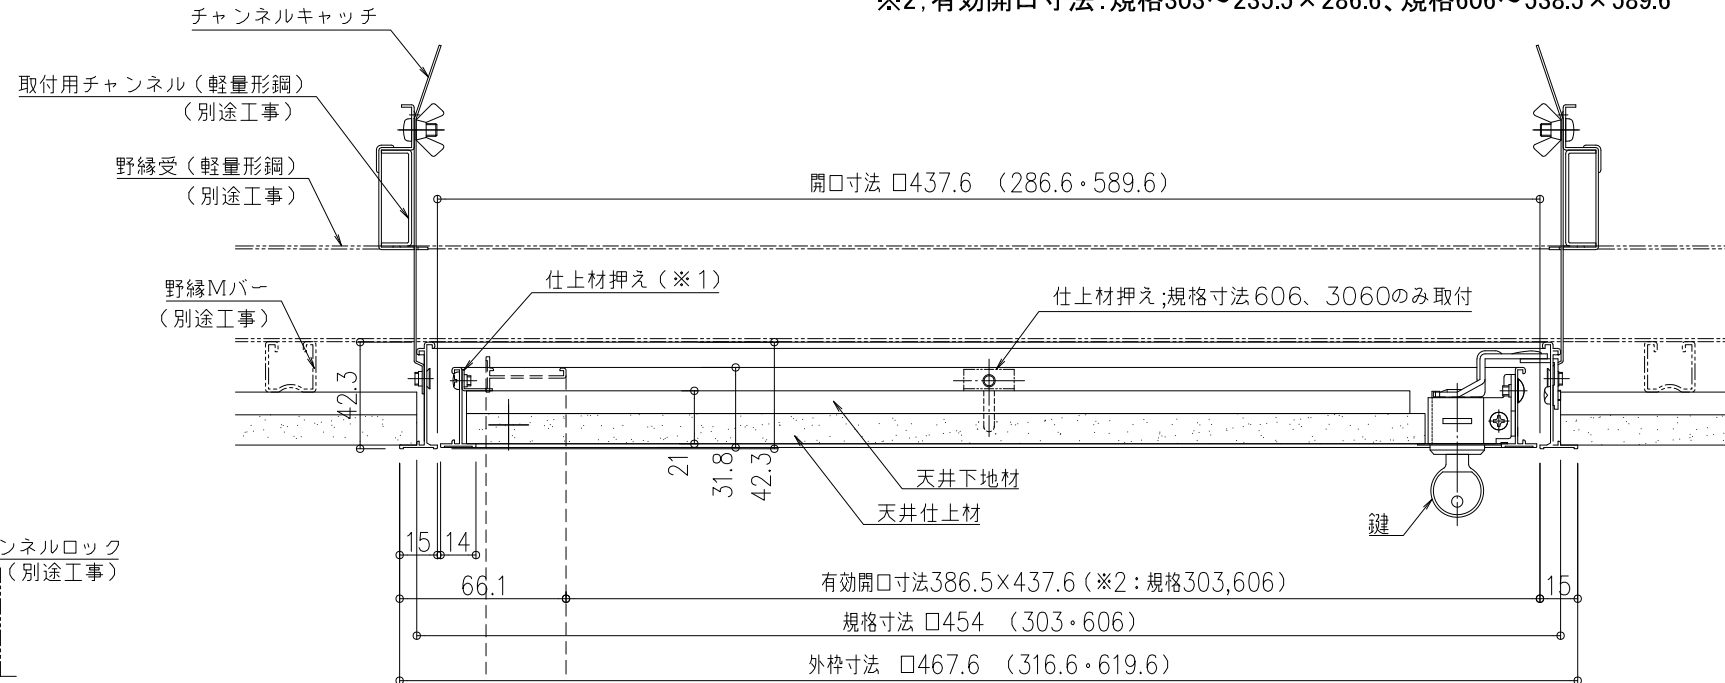 ※2;有効開口寸法:規格303~235.5×286.6、規格606~538.5×589.6
チャンネルキャッチ
取付用チャンネル(軽量形鋼)
(別途工事)
野縁受(軽量形鋼)
(別途工事)
開口寸法 □437.6 (286.6・589.6)
野縁Mバー
(別途工事)
仕上材押え(※1)
仕上材押え;規格寸法606、3060のみ取付
42.3
21
31.8
42.3
天井下地材
天井仕上材
鍵
ンネルロック
(別途工事)
15
14
66.1
有効開口寸法386.5×437.6(※2:規格303,606)
15
規格寸法 □454 (303・606)
外枠寸法 □467.6 (316.6・619.6)